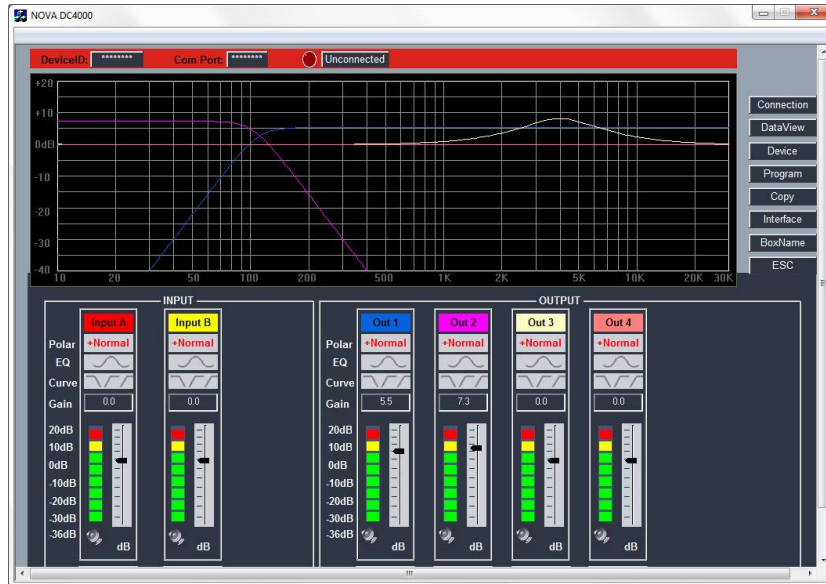 NOVA DC4000
DeviceID: ******** Com Port: ******** Unconnected
+20
+10
0dB
-10
-20
-30
-40
10 20 50 100 200 500 1K 2K 5K 10K 20K 30K
Connection
DataView
Device
Program
Copy
Interface
BoxName
ESC
INPUT
Input A Input B
Polar +Normal +Normal
EQ
Curve
Gain 0.0 0.0
20dB
10dB
0dB
-10dB
-20dB
-30dB
-36dB
dB dB
OUTPUT
Out 1 Out 2 Out 3 Out 4
Polar +Normal +Normal +Normal +Normal
EQ
Curve
Gain 5.5 7.3 0.0 0.0
20dB
10dB
0dB
-10dB
-20dB
-30dB
-36dB
dB dB dB dB